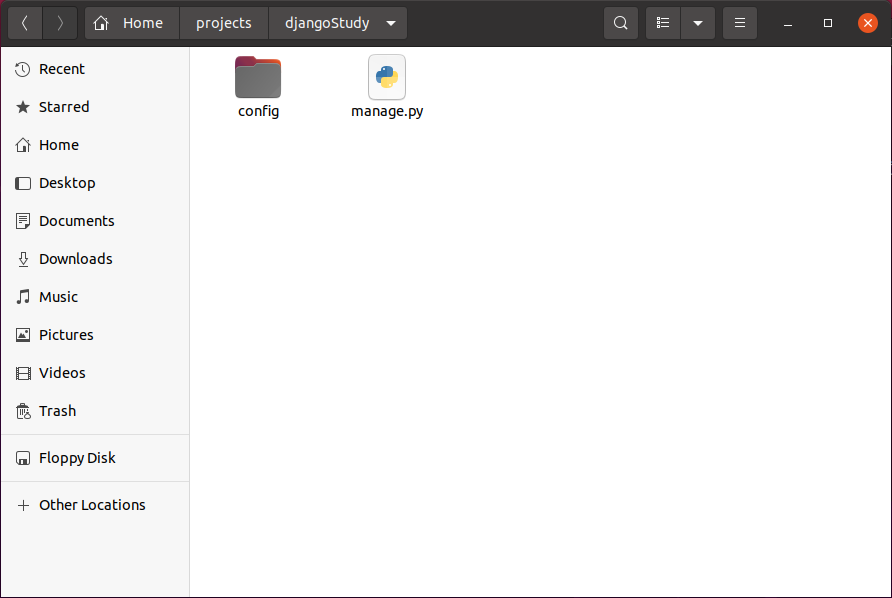 Home projects djangoStudy
Recent
Starred
Home
Desktop
Documents
Downloads
Music
Pictures
Videos
Trash
Floppy Disk
Other Locations
config manage.py